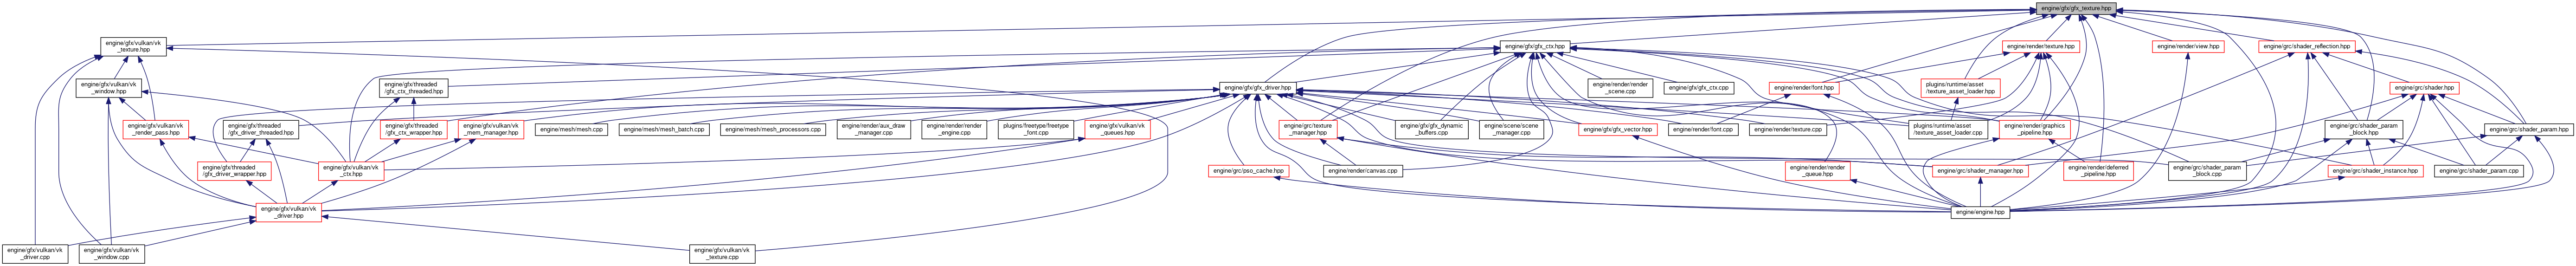 engine/gfx/gfx_texture.hpp
engine/gfx/vulkan/vk
_texture.hpp
engine/gfx/gfx_ctx.hpp
engine/render/texture.hpp
engine/render/view.hpp
engine/grc/shader_reflection.hpp
engine/gfx/vulkan/vk
_window.hpp
engine/gfx/threaded
/gfx_ctx_threaded.hpp
engine/gfx/gfx_driver.hpp
engine/render/render
_scene.cpp
engine/gfx/gfx_ctx.cpp
engine/render/font.hpp
plugins/runtime/asset
/texture_asset_loader.hpp
engine/grc/shader.hpp
engine/gfx/vulkan/vk
_render_pass.hpp
engine/gfx/threaded
/gfx_driver_threaded.hpp
engine/gfx/threaded
/gfx_ctx_wrapper.hpp
engine/gfx/vulkan/vk
_mem_manager.hpp
engine/mesh/mesh.cpp
engine/mesh/mesh_batch.cpp
engine/mesh/mesh_processors.cpp
engine/render/aux_draw
_manager.cpp
engine/render/render
_engine.cpp
plugins/freetype/freetype
_font.cpp
engine/gfx/vulkan/vk
_queues.hpp
engine/grc/texture
_manager.hpp
engine/gfx/gfx_dynamic
_buffers.cpp
engine/scene/scene
_manager.cpp
engine/gfx/gfx_vector.hpp
engine/render/font.cpp
engine/render/texture.cpp
plugins/runtime/asset
/texture_asset_loader.cpp
engine/render/graphics
_pipeline.hpp
engine/grc/shader_param
_block.hpp
engine/grc/shader_param.hpp
engine/gfx/threaded
/gfx_driver_wrapper.hpp
engine/gfx/vulkan/vk
_ctx.hpp
engine/grc/pso_cache.hpp
engine/render/canvas.cpp
engine/render/render
_queue.hpp
engine/grc/shader_manager.hpp
engine/render/deferred
_pipeline.hpp
engine/grc/shader_param
_block.cpp
engine/grc/shader_instance.hpp
engine/grc/shader_param.cpp
engine/gfx/vulkan/vk
_driver.hpp
engine/engine.hpp
engine/gfx/vulkan/vk
_driver.cpp
engine/gfx/vulkan/vk
_window.cpp
engine/gfx/vulkan/vk
_texture.cpp